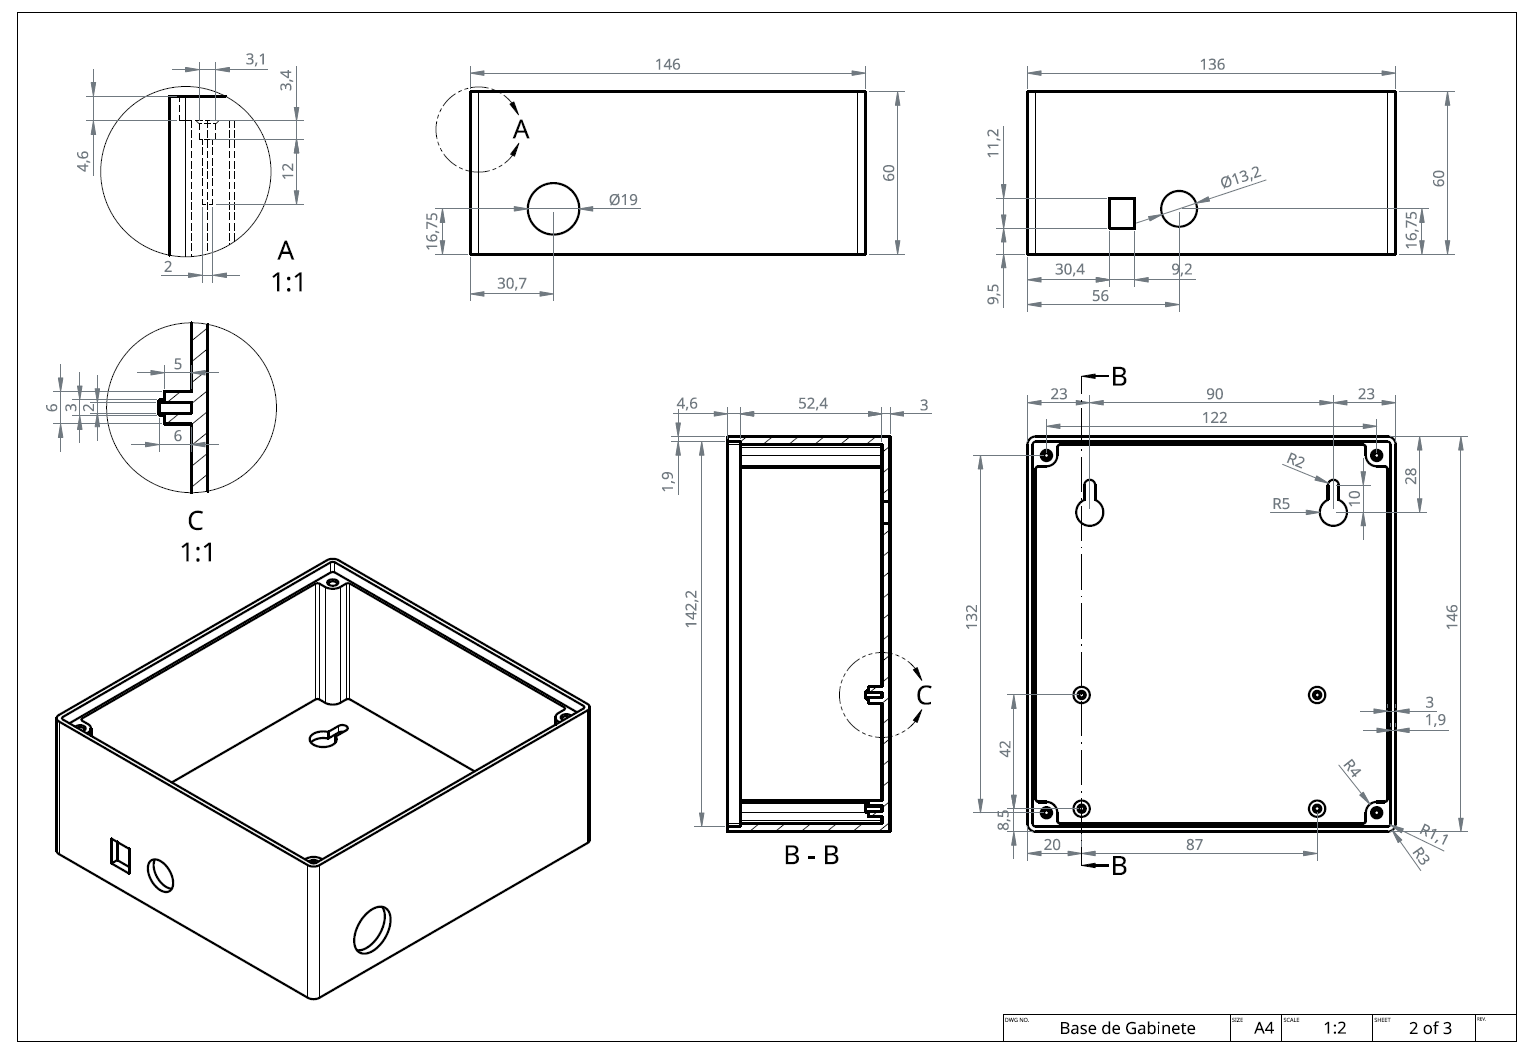 3,1
3,4
4,6
12
2
A
1:1
146
A
60
Ø19
16,75
30,7
136
11,2
Ø13,2
60
16,75
30,4
9,2
9,5
56
5
6
3
2
6
C
1:1
4,6
52,4
3
1,9
142,2
C
B - B
B
23
90
23
122
R2
10
28
R5
132
146
3
1,9
42
R4
8,5
R1,1
R3
20
87
B
DWG NO.
Base de Gabinete
SIZE
A4
SCALE
1:2
SHEET
2 of 3
REV.